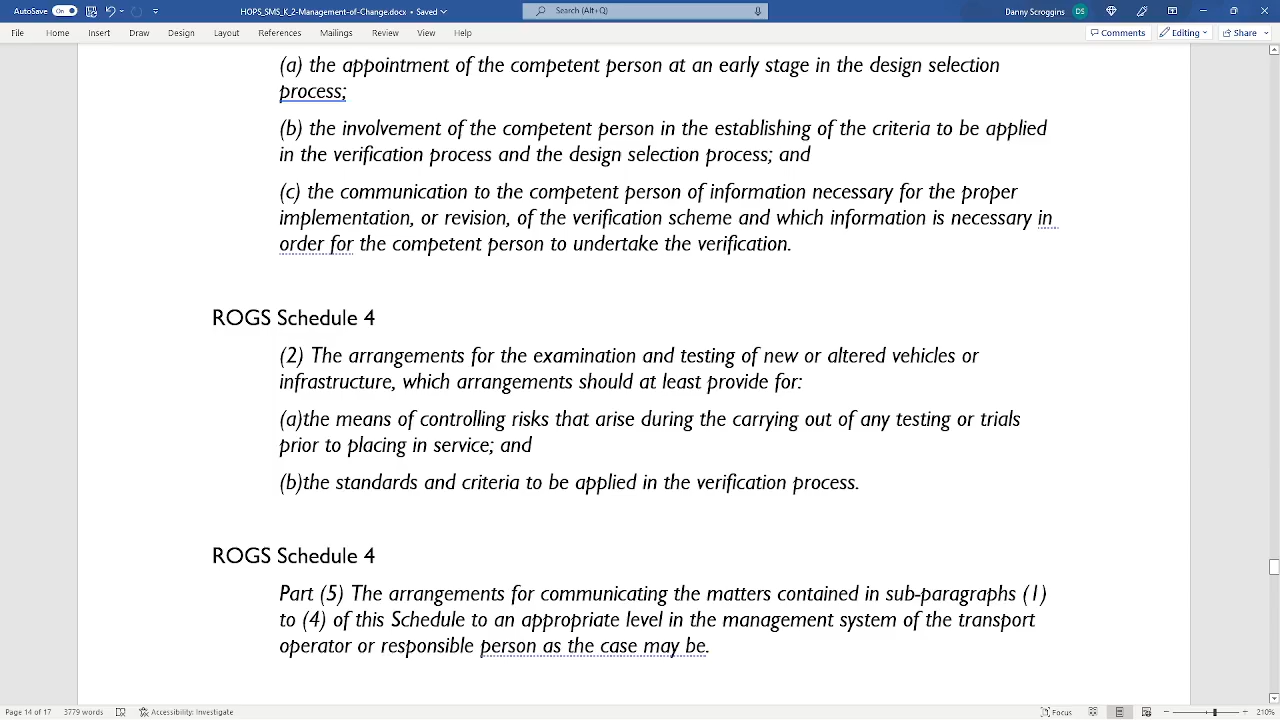 AutoSave On HOPS_SMS_K_2-Management-of-Change.docx • Saved Search (Alt+Q) Danny Scroggins DS
File Home Insert Draw Design Layout References Mailings Review View Help Comments Editing Share
(a) the appointment of the competent person at an early stage in the design selection
process;
(b) the involvement of the competent person in the establishing of the criteria to be applied
in the verification process and the design selection process; and
(c) the communication to the competent person of information necessary for the proper
implementation, or revision, of the verification scheme and which information is necessary in
order for the competent person to undertake the verification.
ROGS Schedule 4
(2) The arrangements for the examination and testing of new or altered vehicles or
infrastructure, which arrangements should at least provide for:
(a)the means of controlling risks that arise during the carrying out of any testing or trials
prior to placing in service; and
(b)the standards and criteria to be applied in the verification process.
ROGS Schedule 4
Part (5) The arrangements for communicating the matters contained in sub-paragraphs (1)
to (4) of this Schedule to an appropriate level in the management system of the transport
operator or responsible person as the case may be.
Page 14 of 17 3779 words Accessibility: Investigate Focus 210%